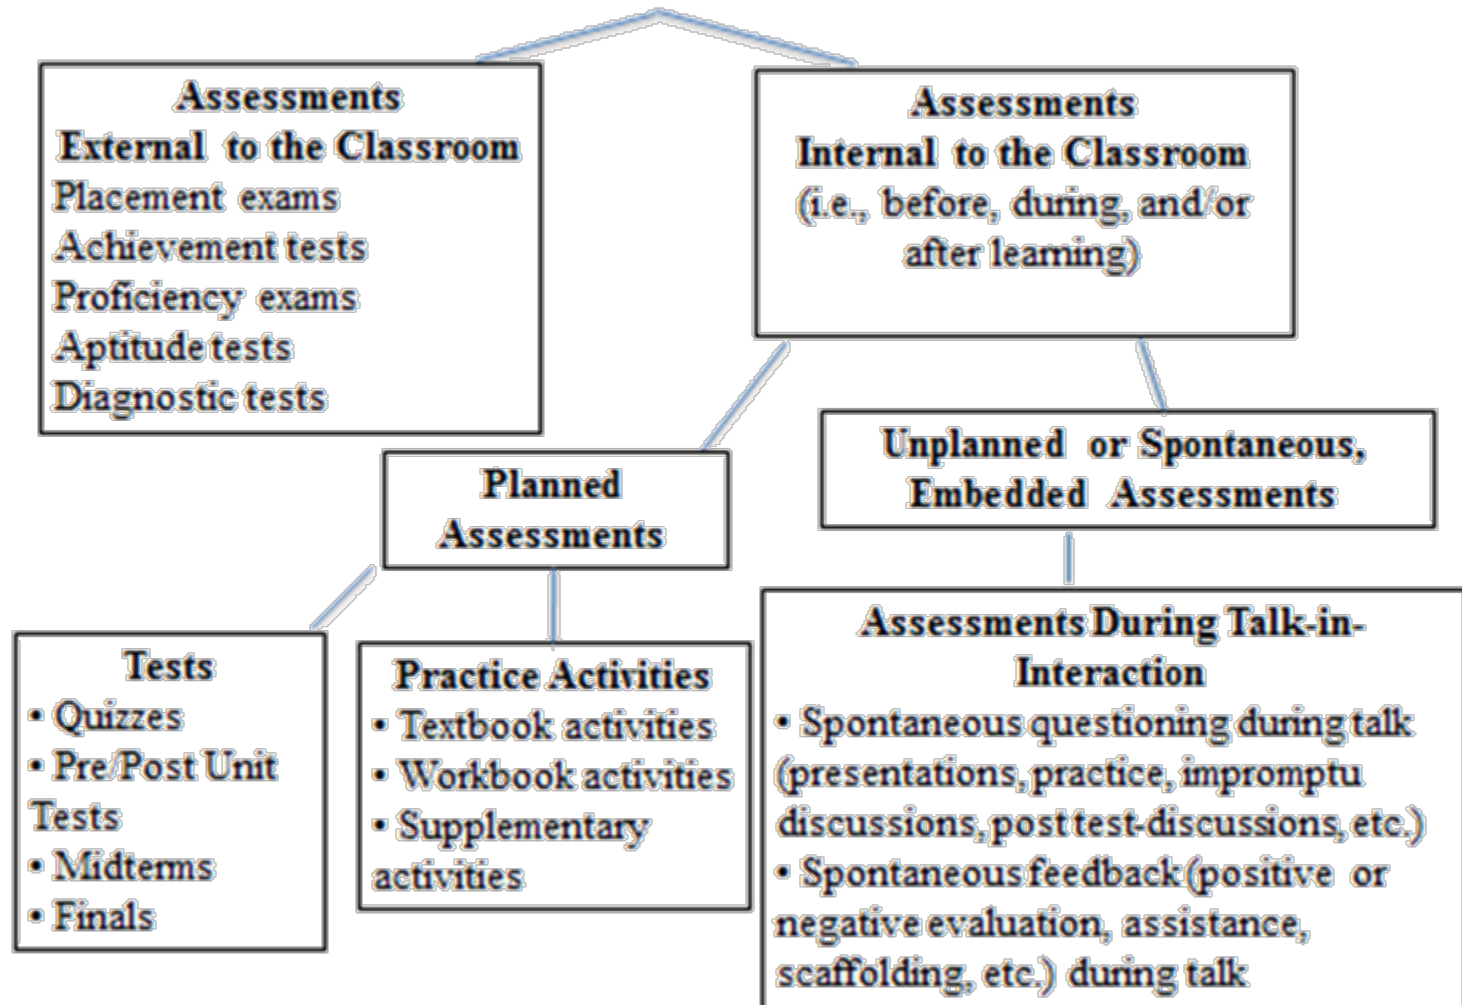 Assessments
External to the Classroom
Placement exams
Achievement tests
Proficiency exams
Aptitude tests
Diagnostic tests
Assessments
Internal to the Classroom
(i.e., before, during, and/or
after learning)
Planned
Assessments
Unplanned or Spontaneous,
Embedded Assessments
Tests
• Quizzes
• Pre/Post Unit
Tests
• Midterms
• Finals
Practice Activities
• Textbook activities
• Workbook activities
• Supplementary
activities
Assessments During Talk-in-
Interaction
• Spontaneous questioning during talk
(presentations, practice, impromptu
discussions, post test-discussions, etc.)
• Spontaneous feedback (positive or
negative evaluation, assistance,
scaffolding, etc.) during talk